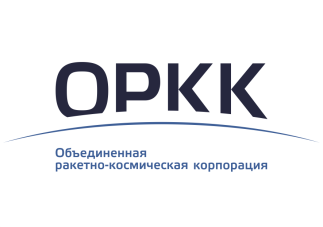 ОРКК
Объединенная
ракетно-космическая корпорация